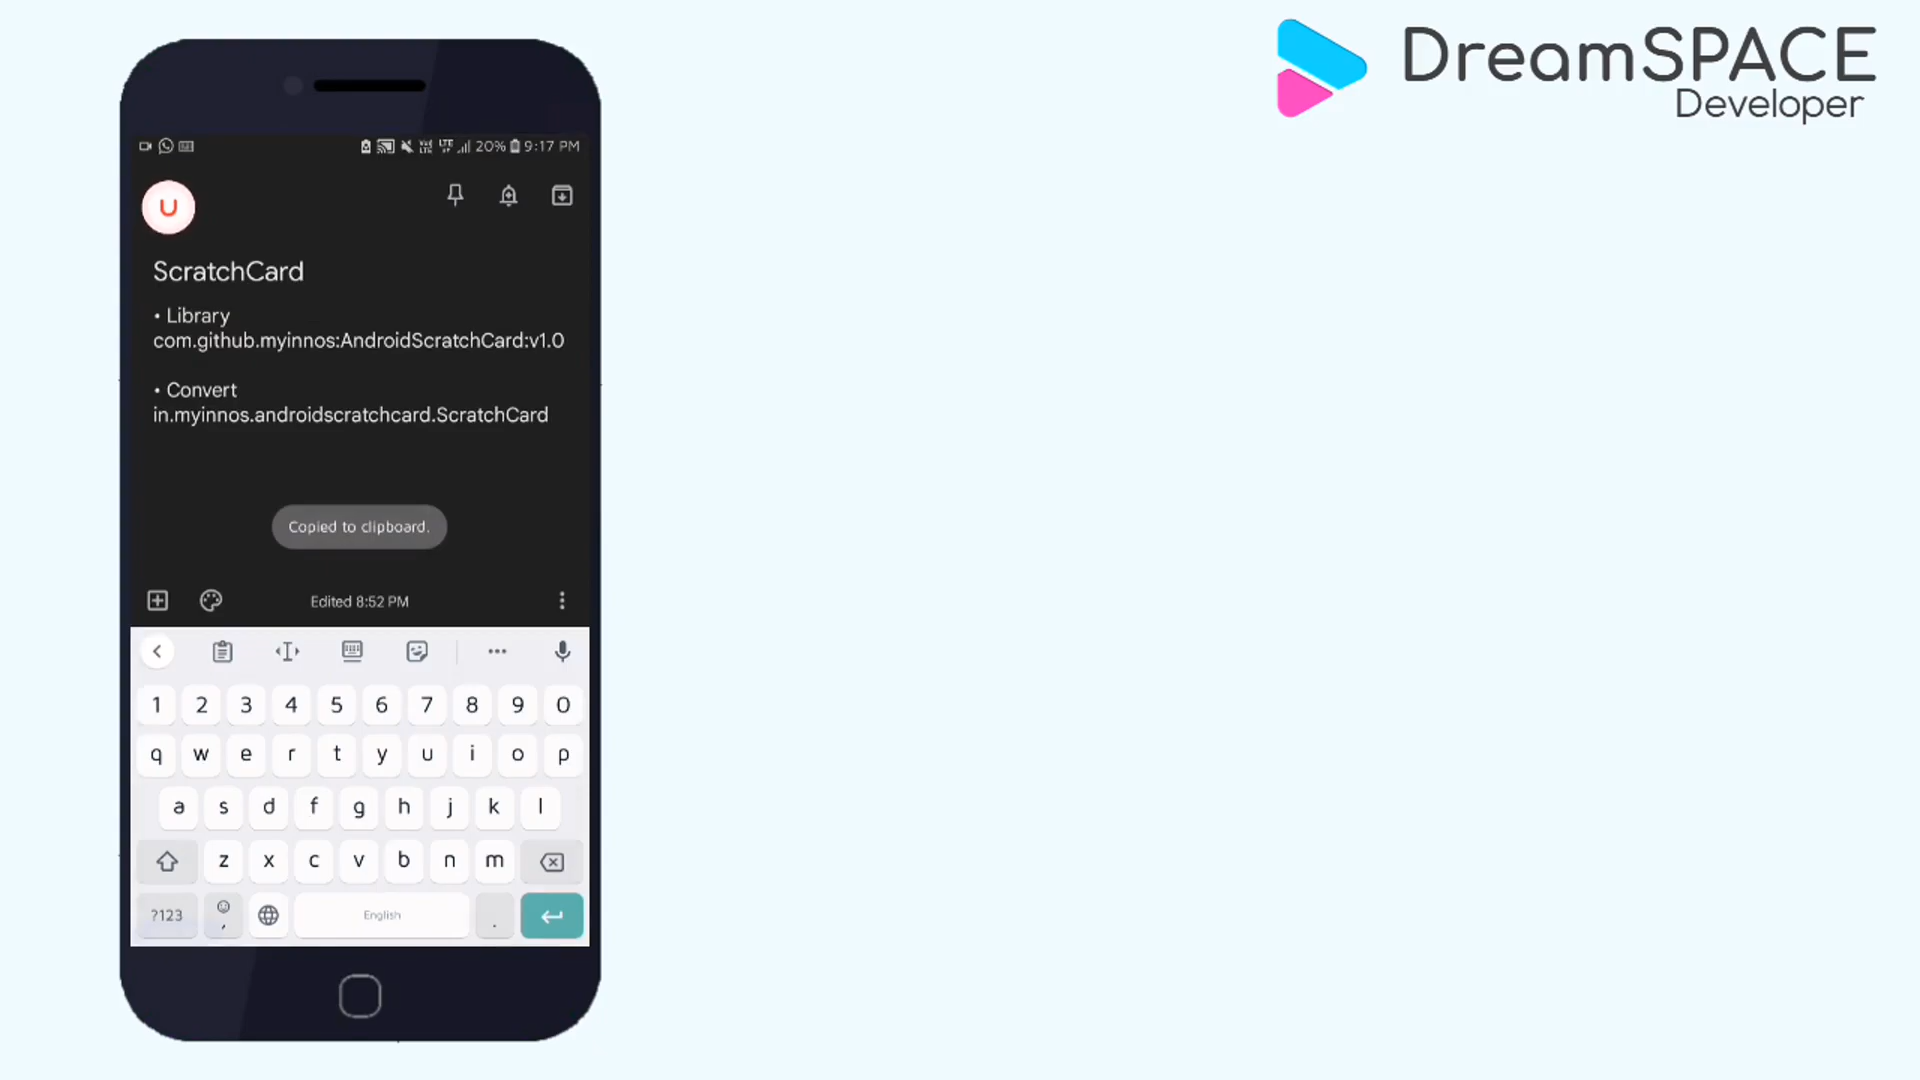 DreamSPACE
Developer
20% 9:17 PM
U
ScratchCard
• Library
com.github.myinnos:AndroidScratchCard:v1.0
• Convert
in.myinnos.androidscratchcard.ScratchCard
Copied to clipboard.
Edited 8:52 PM
1 2 3 4 5 6 7 8 9 0
q w e r t y u i o p
a s d f g h j k l
z x c v b n m
?123 , English .